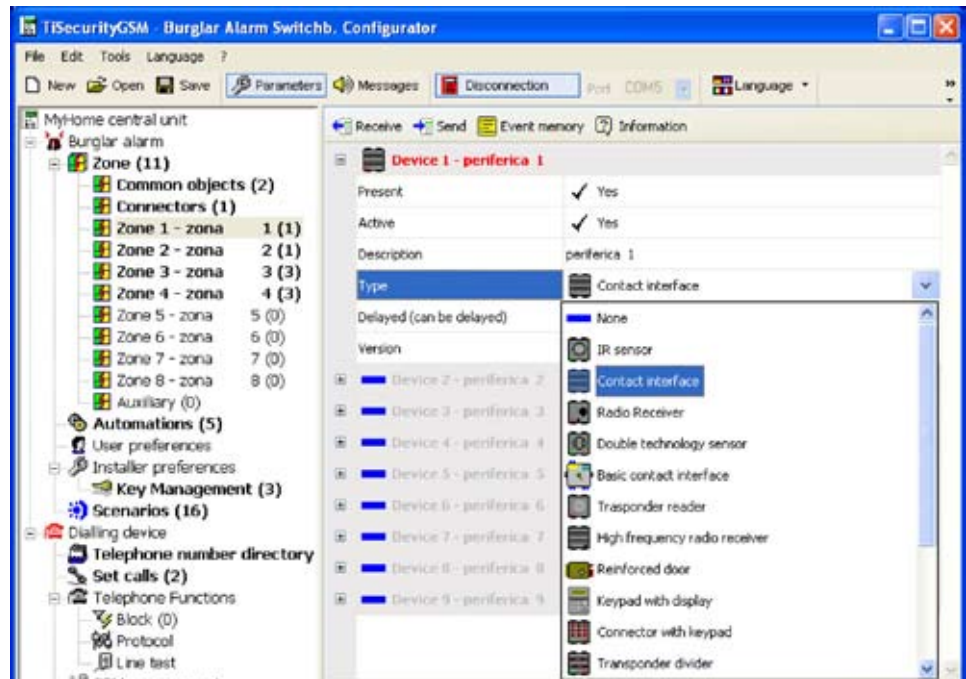 TiSecurityGSM - Burglar Alarm Switchb. Configurator
File Edit Tools Language ?
New Open Save Parameters Messages Disconnection Port COM5 Language
MyHome central unit
Burglar alarm
Zone (11)
Common objects (2)
Connectors (1)
Zone 1 - zona 1 (1)
Zone 2 - zona 2 (1)
Zone 3 - zona 3 (3)
Zone 4 - zona 4 (3)
Zone 5 - zona 5 (0)
Zone 6 - zona 6 (0)
Zone 7 - zona 7 (0)
Zone 8 - zona 8 (0)
Auxiliary (0)
Automations (5)
User preferences
Installer preferences
Key Management (3)
Scenarios (16)
Dialling device
Telephone number directory
Set calls (2)
Telephone Functions
Block (0)
Protocol
Line test
Receive Send Event memory Information
Device 1 - periferica 1
Present Yes
Active Yes
Description periferica 1
Type Contact interface
Delayed (can be delayed)
Version
Device 2 - periferica 2
Device 3 - periferica 3
Device 4 - periferica 4
Device 5 - periferica 5
Device 6 - periferica 6
Device 7 - periferica 7
Device 8 - periferica 8
Device 9 - periferica 9
None
IR sensor
Contact interface
Radio Receiver
Double technology sensor
Basic contact interface
Trasponder reader
High frequency radio receiver
Reinforced door
Keypad with display
Connector with keypad
Transponder divider